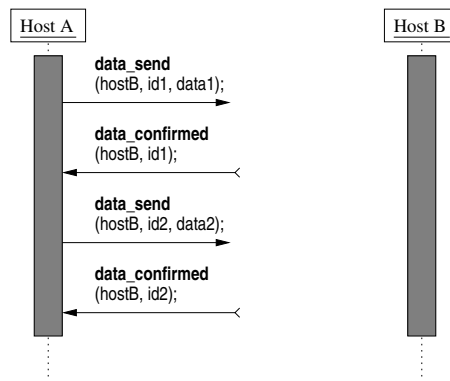 Host A
Host B
data_send
(hostB, id1, data1);
data_confirmed
(hostB, id1);
data_send
(hostB, id2, data2);
data_confirmed
(hostB, id2);